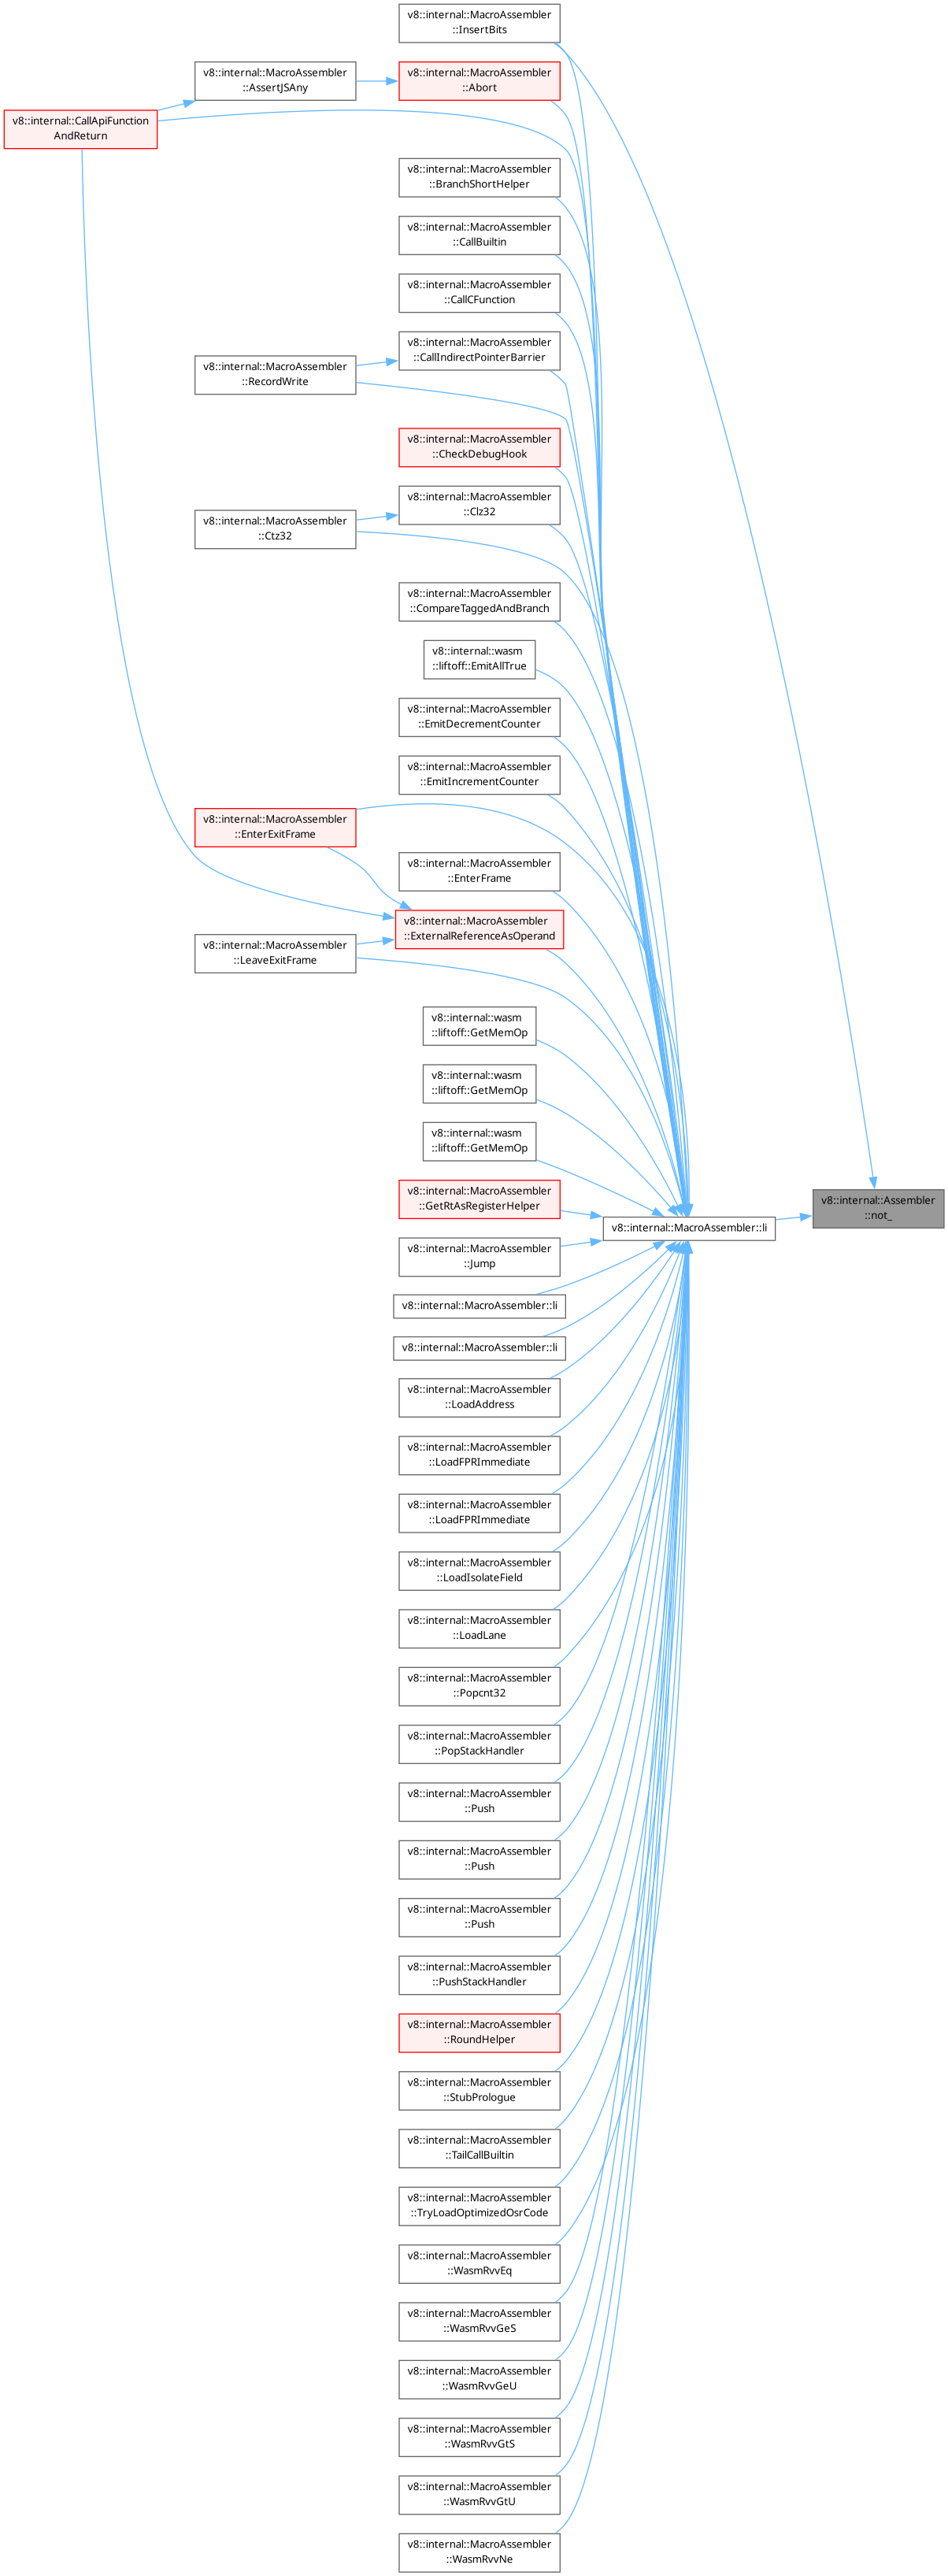 v8::internal::MacroAssembler
::InsertBits
v8::internal::MacroAssembler
::AssertJSAny
v8::internal::MacroAssembler
::Abort
v8::internal::CallApiFunction
AndReturn
v8::internal::MacroAssembler
::BranchShortHelper
v8::internal::MacroAssembler
::CallBuiltin
v8::internal::MacroAssembler
::CallCFunction
v8::internal::MacroAssembler
::CallIndirectPointerBarrier
v8::internal::MacroAssembler
::RecordWrite
v8::internal::MacroAssembler
::CheckDebugHook
v8::internal::MacroAssembler
::Clz32
v8::internal::MacroAssembler
::Ctz32
v8::internal::MacroAssembler
::CompareTaggedAndBranch
v8::internal::wasm
::liftoff::EmitAllTrue
v8::internal::MacroAssembler
::EmitDecrementCounter
v8::internal::MacroAssembler
::EmitIncrementCounter
v8::internal::MacroAssembler
::EnterExitFrame
v8::internal::MacroAssembler
::EnterFrame
v8::internal::MacroAssembler
::ExternalReferenceAsOperand
v8::internal::MacroAssembler
::LeaveExitFrame
v8::internal::wasm
::liftoff::GetMemOp
v8::internal::wasm
::liftoff::GetMemOp
v8::internal::wasm
::liftoff::GetMemOp
v8::internal::MacroAssembler
::GetRtAsRegisterHelper
v8::internal::Assembler
::not_
v8::internal::MacroAssembler::li
v8::internal::MacroAssembler
::Jump
v8::internal::MacroAssembler::li
v8::internal::MacroAssembler::li
v8::internal::MacroAssembler
::LoadAddress
v8::internal::MacroAssembler
::LoadFPRImmediate
v8::internal::MacroAssembler
::LoadFPRImmediate
v8::internal::MacroAssembler
::LoadIsolateField
v8::internal::MacroAssembler
::LoadLane
v8::internal::MacroAssembler
::Popcnt32
v8::internal::MacroAssembler
::PopStackHandler
v8::internal::MacroAssembler
::Push
v8::internal::MacroAssembler
::Push
v8::internal::MacroAssembler
::Push
v8::internal::MacroAssembler
::PushStackHandler
v8::internal::MacroAssembler
::RoundHelper
v8::internal::MacroAssembler
::StubPrologue
v8::internal::MacroAssembler
::TailCallBuiltin
v8::internal::MacroAssembler
::TryLoadOptimizedOsrCode
v8::internal::MacroAssembler
::WasmRvvEq
v8::internal::MacroAssembler
::WasmRvvGeS
v8::internal::MacroAssembler
::WasmRvvGeU
v8::internal::MacroAssembler
::WasmRvvGtS
v8::internal::MacroAssembler
::WasmRvvGtU
v8::internal::MacroAssembler
::WasmRvvNe